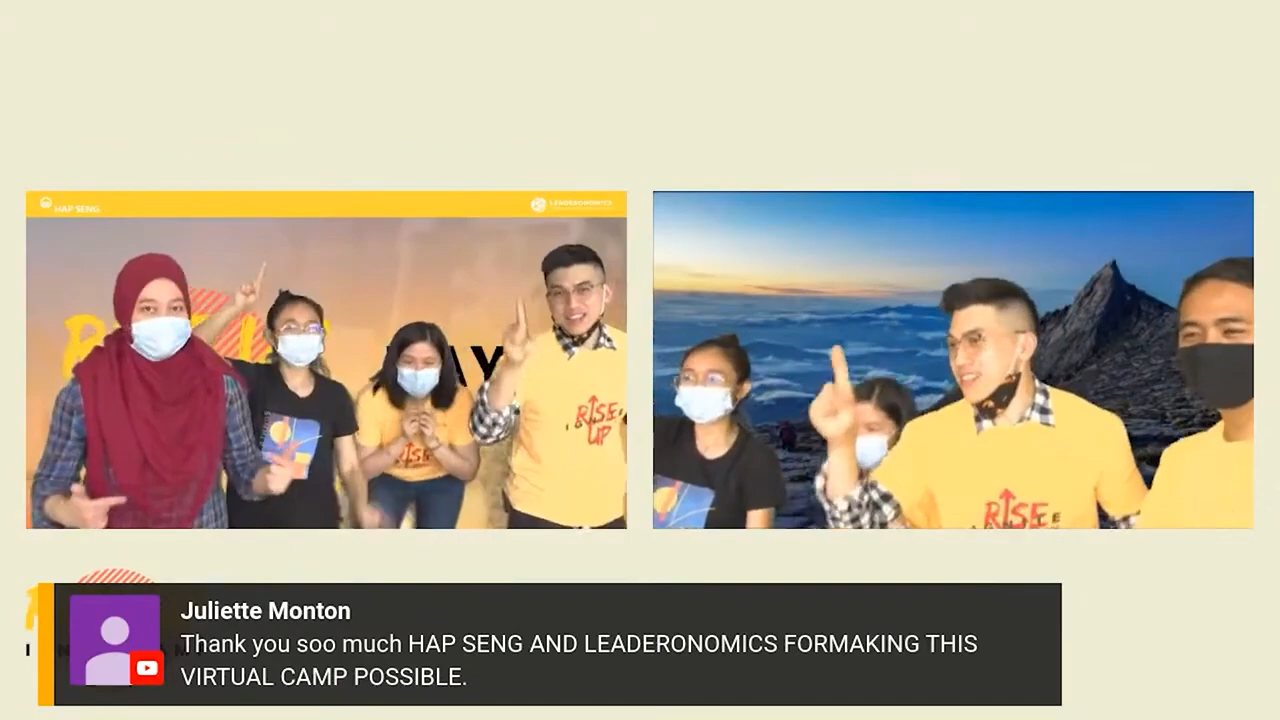 HAP SENG
LEADERONOMICS
RISE
UP
RISE
RISE
Juliette Monton
Thank you soo much HAP SENG AND LEADERONOMICS FORMAKING THIS
VIRTUAL CAMP POSSIBLE.